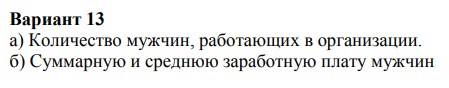 Вариант 13
а) Количество мужчин, работающих в организации.
б) Суммарную и среднюю заработную плату мужчин